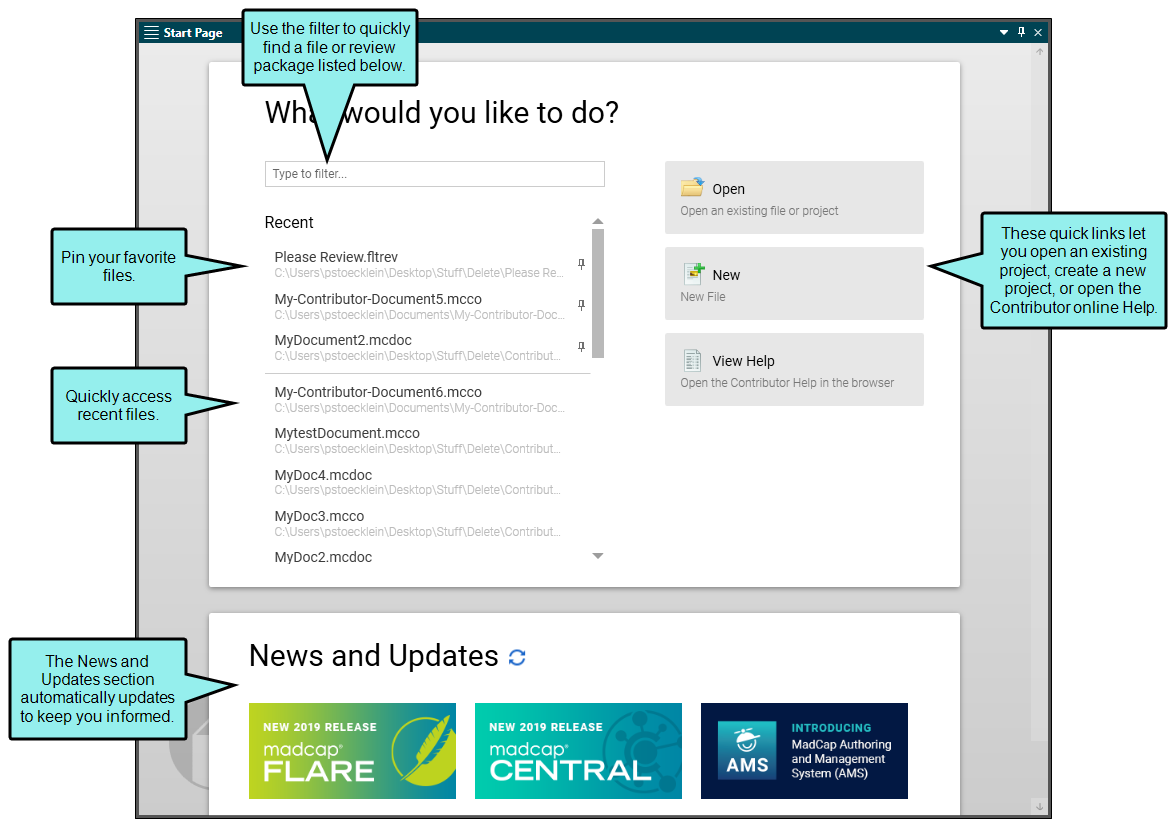 Start Page
Use the filter to quickly
find a file or review
package listed below.
What would you like to do?
Type to filter...
Recent
Please Review.fltrev
C:\Users\pstoecklein\Desktop\Stuff\Delete\Please Re...
My-Contributor-Document5.mcco
C:\Users\pstoecklein\Documents\My-Contributor-Doc...
MyDocument2.mcdoc
C:\Users\pstoecklein\Desktop\Stuff\Delete\Contribut...
My-Contributor-Document6.mcco
C:\Users\pstoecklein\Documents\My-Contributor-Doc...
MytestDocument.mcco
C:\Users\pstoecklein\Desktop\Stuff\Delete\Contribut...
MyDoc4.mcdoc
C:\Users\pstoecklein\Desktop\Stuff\Delete\Contribut...
MyDoc3.mcco
C:\Users\pstoecklein\Desktop\Stuff\Delete\Contribut...
MyDoc2.mcdoc
Pin your favorite
files.
Quickly access
recent files.
Open
Open an existing file or project
New
New File
View Help
Open the Contributor Help in the browser
These quick links let
you open an existing
project, create a new
project, or open the
Contributor online Help.
The News and
Updates section
automatically updates
to keep you informed.
News and Updates
NEW 2019 RELEASE
madcap®
FLARE
NEW 2019 RELEASE
madcap®
CENTRAL
AMS
INTRODUCING
MadCap Authoring
and Management
System (AMS)